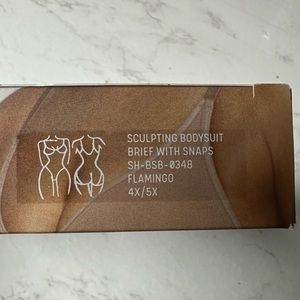 SCULPTING BODYSUIT
BRIEF WITH SNAPS
SH-BSB-0348
FLAMINGO
4X/5X